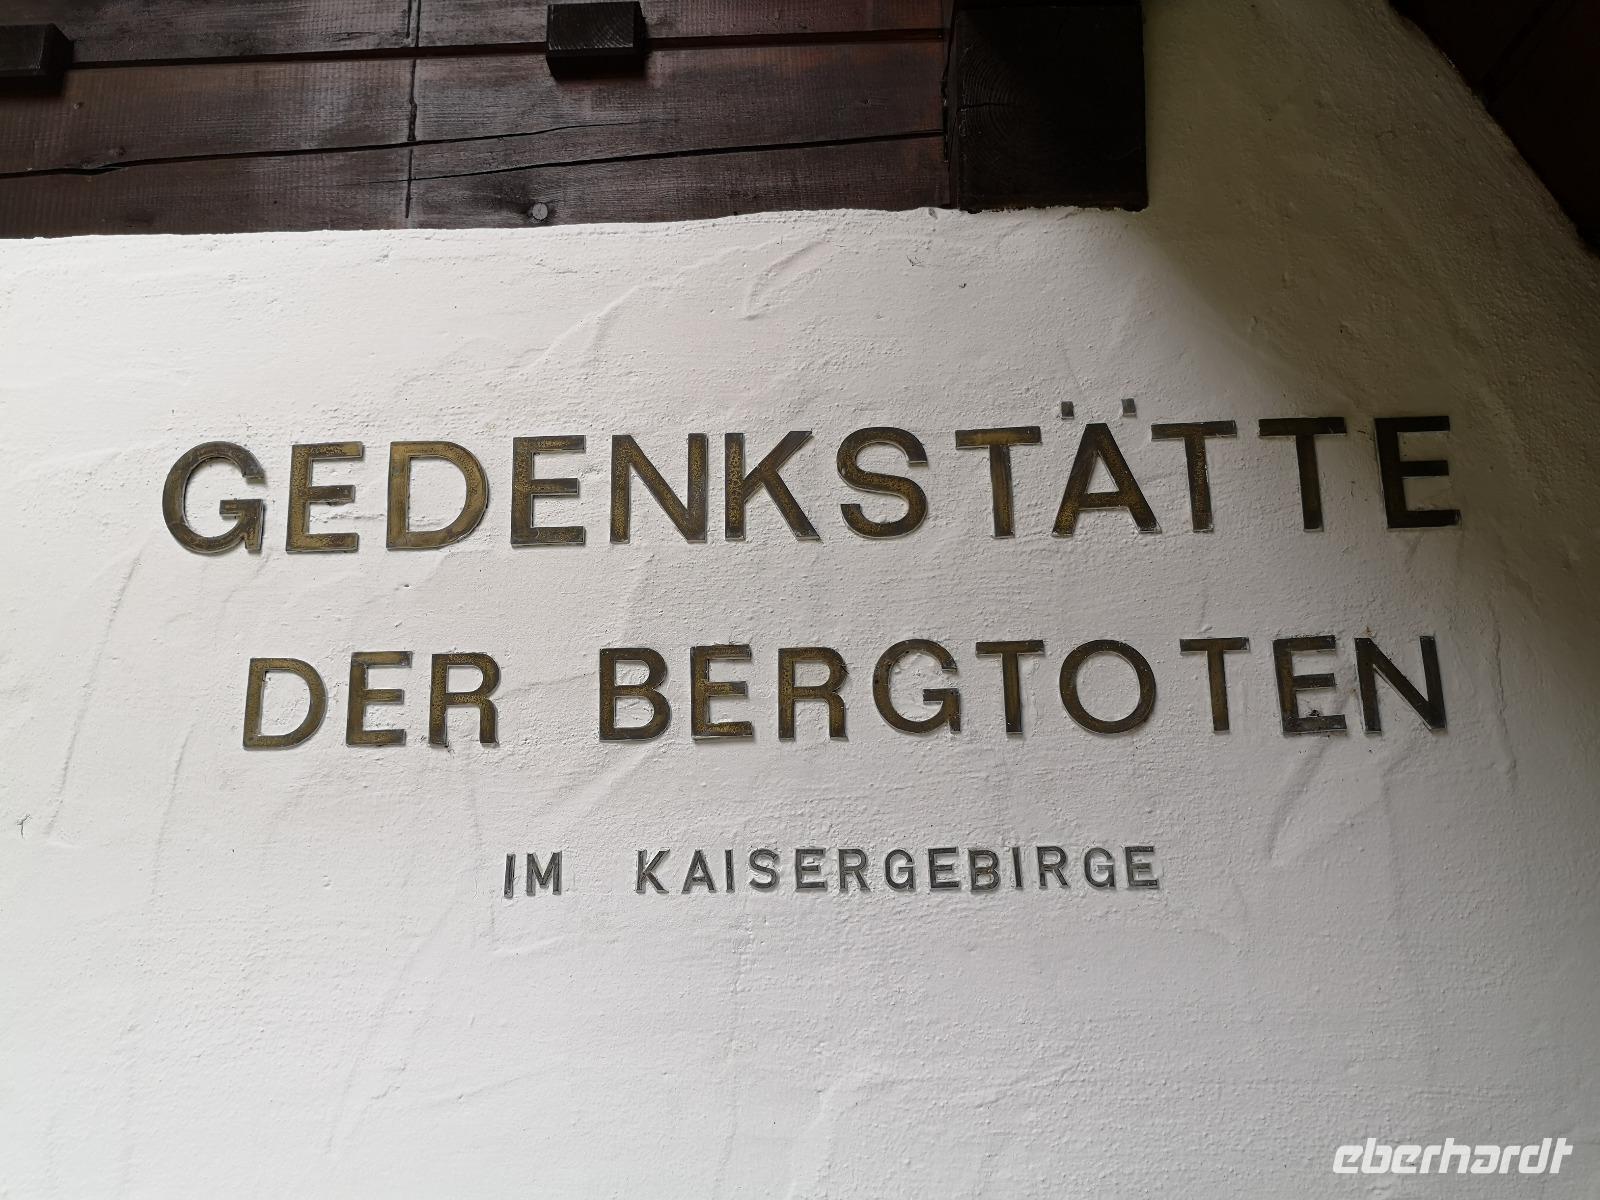 GEDENKSTÄTTE
DER BERGTOTEN
IM KAISERGEBIRGE
eberhardt